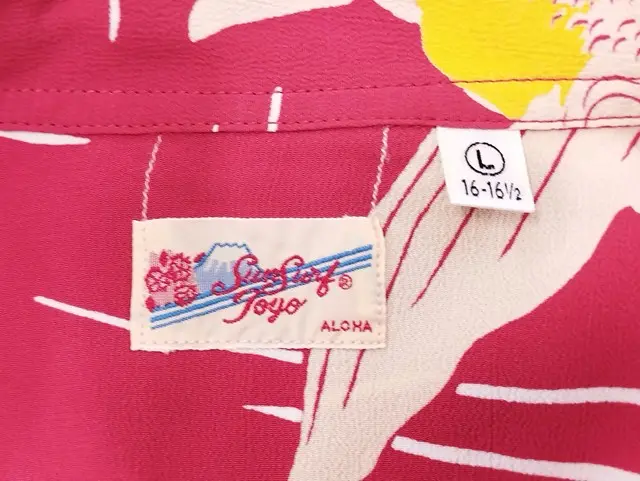 L
16-16½
Sun Surf®
Toyo
ALOHA